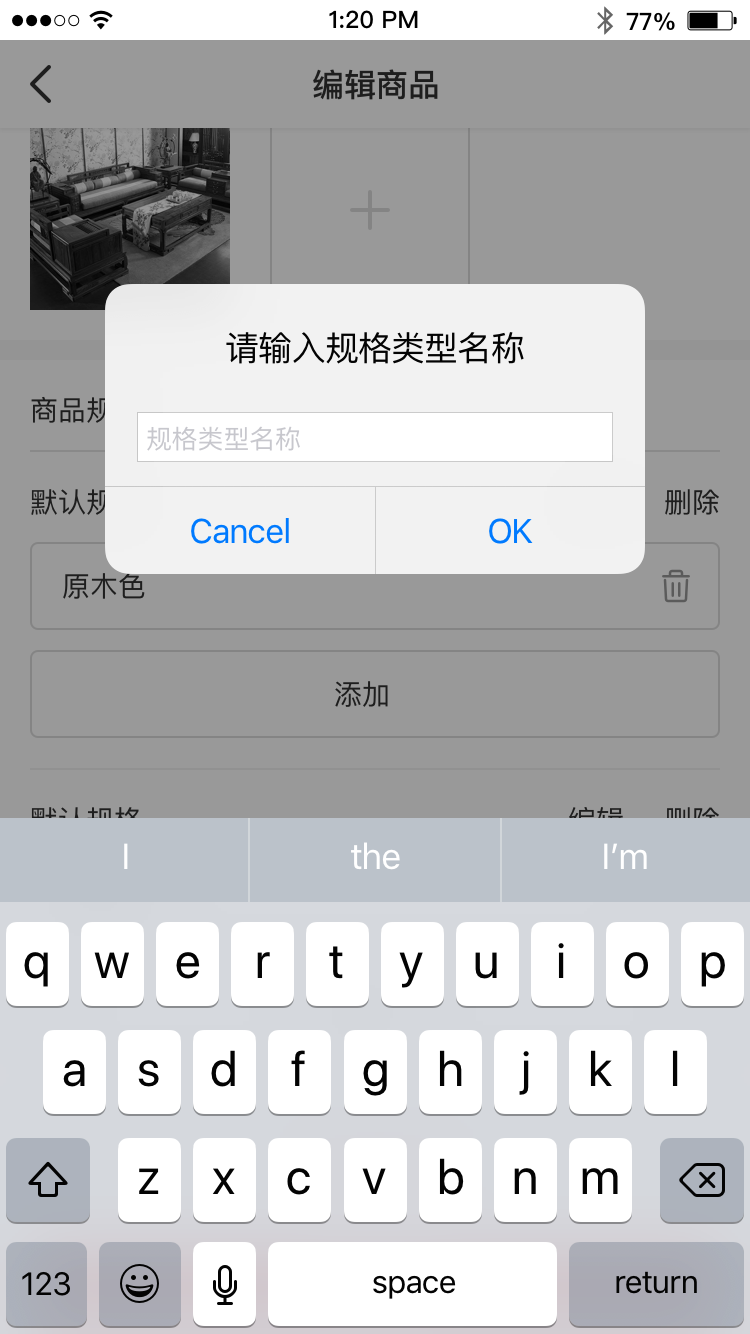 1:20 PM 77%
编辑商品
请输入规格类型名称
商品规
规格类型名称
默认规 删除
Cancel OK
原木色
添加
默认规格 编辑 删除
I the I'm
q w e r t y u i o p
a s d f g h j k l
z x c v b n m
123 space return